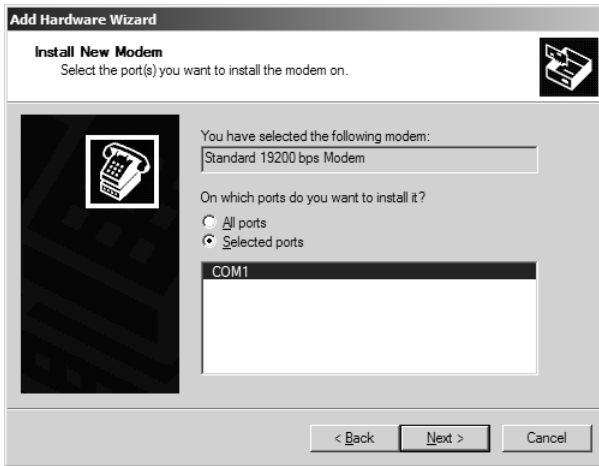 Add Hardware Wizard
Install New Modem
Select the port(s) you want to install the modem on.
You have selected the following modem:
Standard 19200 bps Modem
On which ports do you want to install it?
All ports
Selected ports
COM1
< Back Next > Cancel